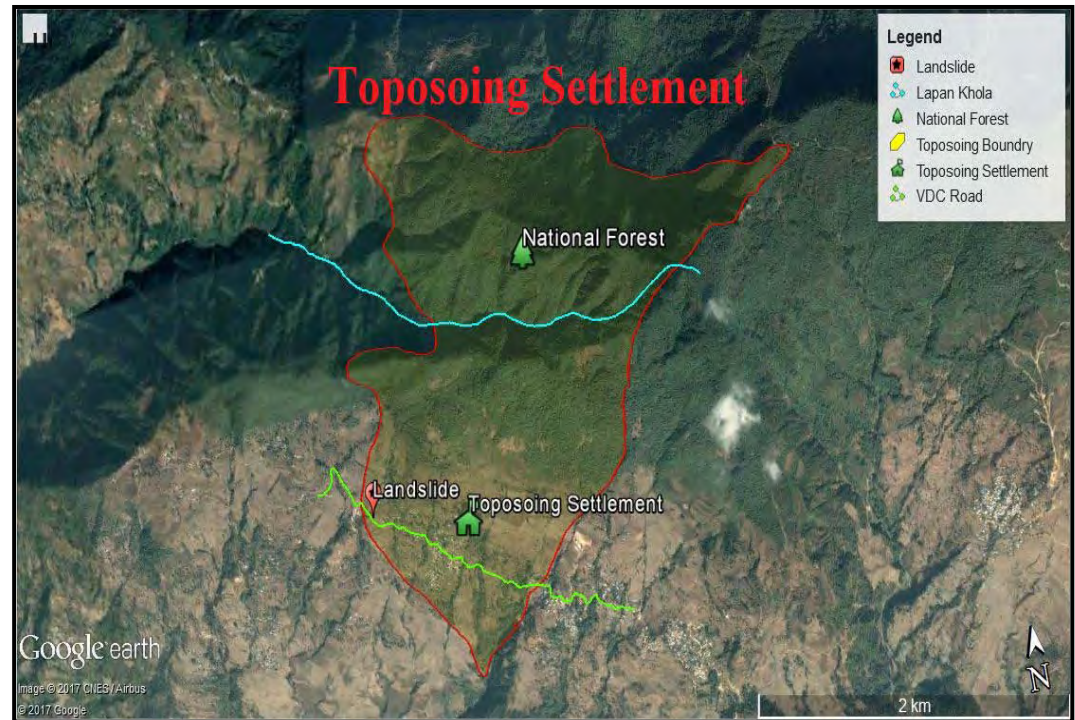 Toposoing Settlement
Legend
Landslide
Lapan Khola
National Forest
Toposoing Boundry
Toposoing Settlement
VDC Road
National Forest
Landslide
Toposoing Settlement
Google earth
Image © 2017 CNES / Airbus
© 2017 Google
N
2 km